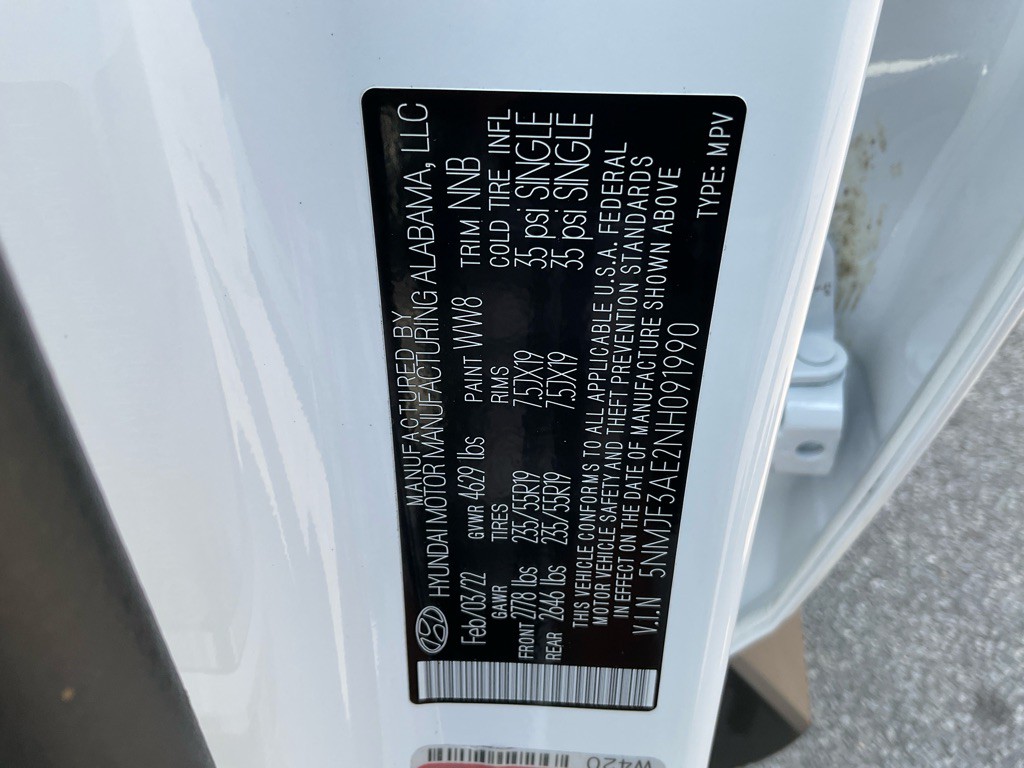 MANUFACTURED BY
HYUNDAI MOTOR MANUFACTURING ALABAMA, LLC
Feb/03/22 GVWR 4629 lbs PAINT WW8 TRIM NNB
GAWR TIRES RIMS COLD TIRE INFL
FRONT 2778 lbs 235/55R19 7.5JX19 35 psi SINGLE
REAR 2646 lbs 235/55R19 7.5JX19 35 psi SINGLE
THIS VEHICLE CONFORMS TO ALL APPLICABLE U.S.A. FEDERAL
MOTOR VEHICLE SAFETY AND THEFT PREVENTION STANDARDS
IN EFFECT ON THE DATE OF MANUFACTURE SHOWN ABOVE
V.I.N 5NMJF3AE2NH091990 TYPE: MPV
W420